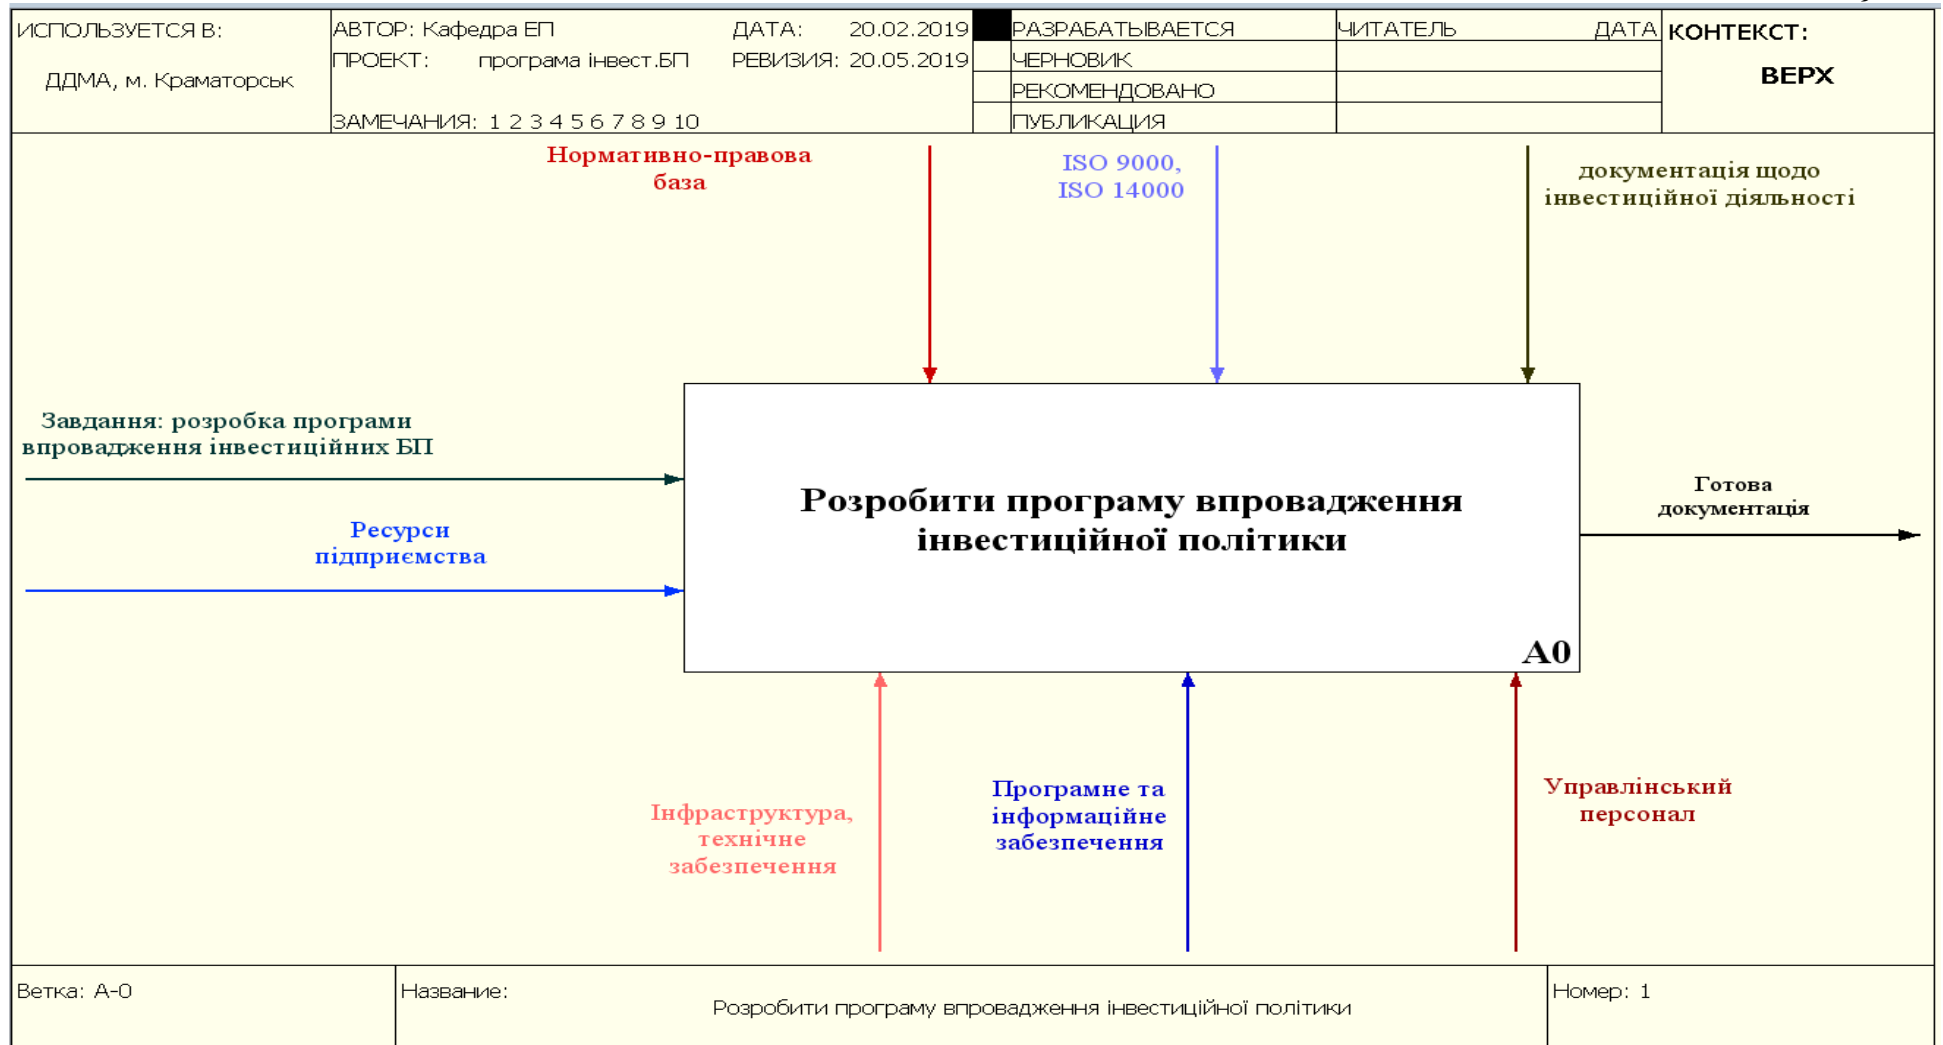 ИСПОЛЬЗУЕТСЯ В:
ДДМА, м. Краматорськ
АВТОР: Кафедра ЕП
ДАТА: 20.02.2019
ПРОЕКТ: програма інвест.БП
РЕВИЗИЯ: 20.05.2019
ЗАМЕЧАНИЯ: 1 2 3 4 5 6 7 8 9 10
РАЗРАБАТЫВАЕТСЯ
ЧЕРНОВИК
РЕКОМЕНДОВАНО
ПУБЛИКАЦИЯ
ЧИТАТЕЛЬ ДАТА
КОНТЕКСТ:
ВЕРХ
Нормативно-правова
база
ISO 9000,
ISO 14000
документація щодо
інвестиційної діяльності
Завдання: розробка програми
впровадження інвестиційних БП
Ресурси
підприємства
Розробити програму впровадження
інвестиційної політики
А0
Готова
документація
Інфраструктура,
технічне
забезпечення
Програмне та
інформаційне
забезпечення
Управлінський
персонал
Ветка: А-0
Название:
Розробити програму впровадження інвестиційної політики
Номер: 1